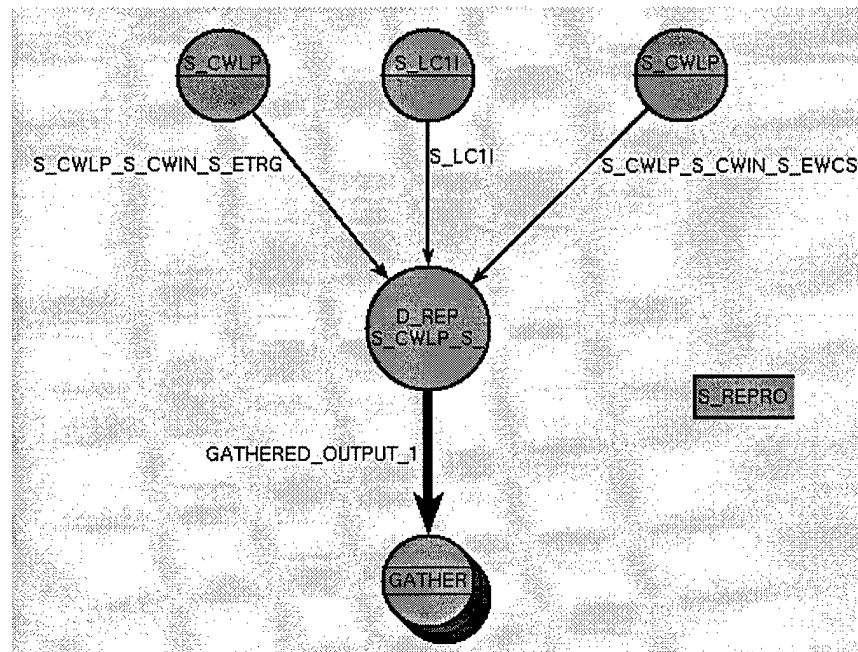 S_CWLP
S_LC1I
S_CWLP
S_CWLP_S_CWIN_S_ETRG
S_LC1I
S_CWLP_S_CWIN_S_EWCS
D_REP
S_CWLP_S_
S_REPRO
GATHERED_OUTPUT_1
GATHER